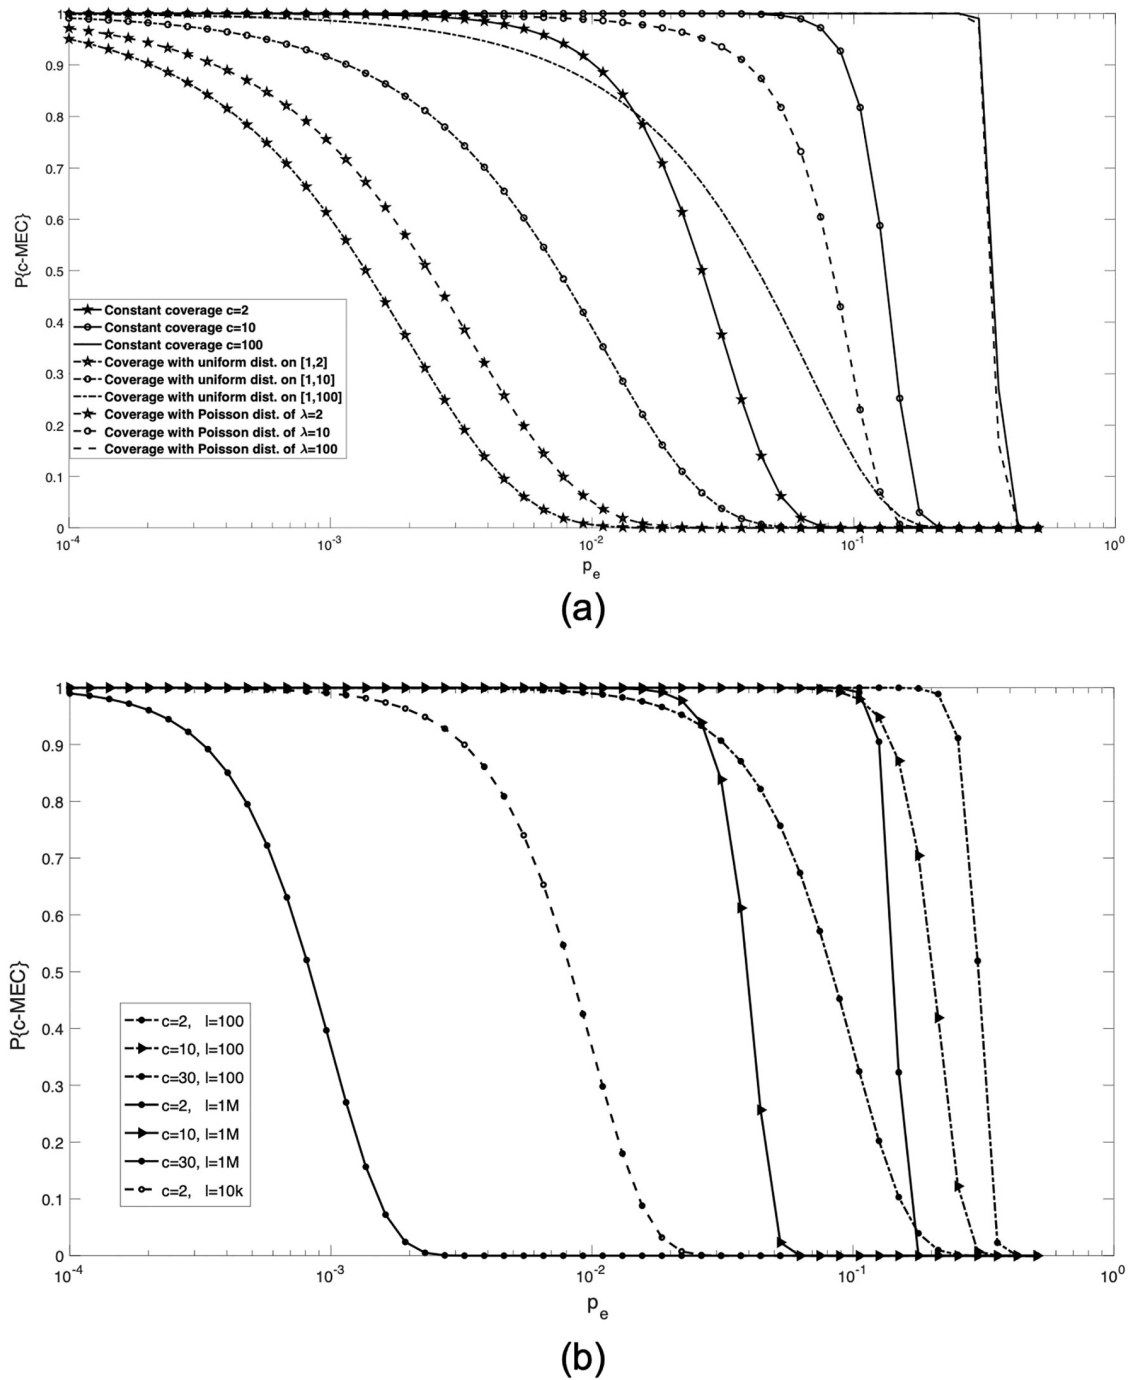 1
0.9
0.8
0.7
0.6
0.5
0.4
0.3
0.2
0.1
0
P{c-MEC}
Constant coverage c=2
Constant coverage c=10
Constant coverage c=100
Coverage with uniform dist. on [1,2]
Coverage with uniform dist. on [1,10]
Coverage with uniform dist. on [1,100]
Coverage with Poisson dist. of λ=2
Coverage with Poisson dist. of λ=10
Coverage with Poisson dist. of λ=100
10⁻⁴ 10⁻³ 10⁻² 10⁻¹ 10⁰
pₑ
(a)
1
0.9
0.8
0.7
0.6
0.5
0.4
0.3
0.2
0.1
0
P{c-MEC}
c=2, l=100
c=10, l=100
c=30, l=100
c=2, l=1M
c=10, l=1M
c=30, l=1M
c=2, l=10k
10⁻⁴ 10⁻³ 10⁻² 10⁻¹ 10⁰
pₑ
(b)